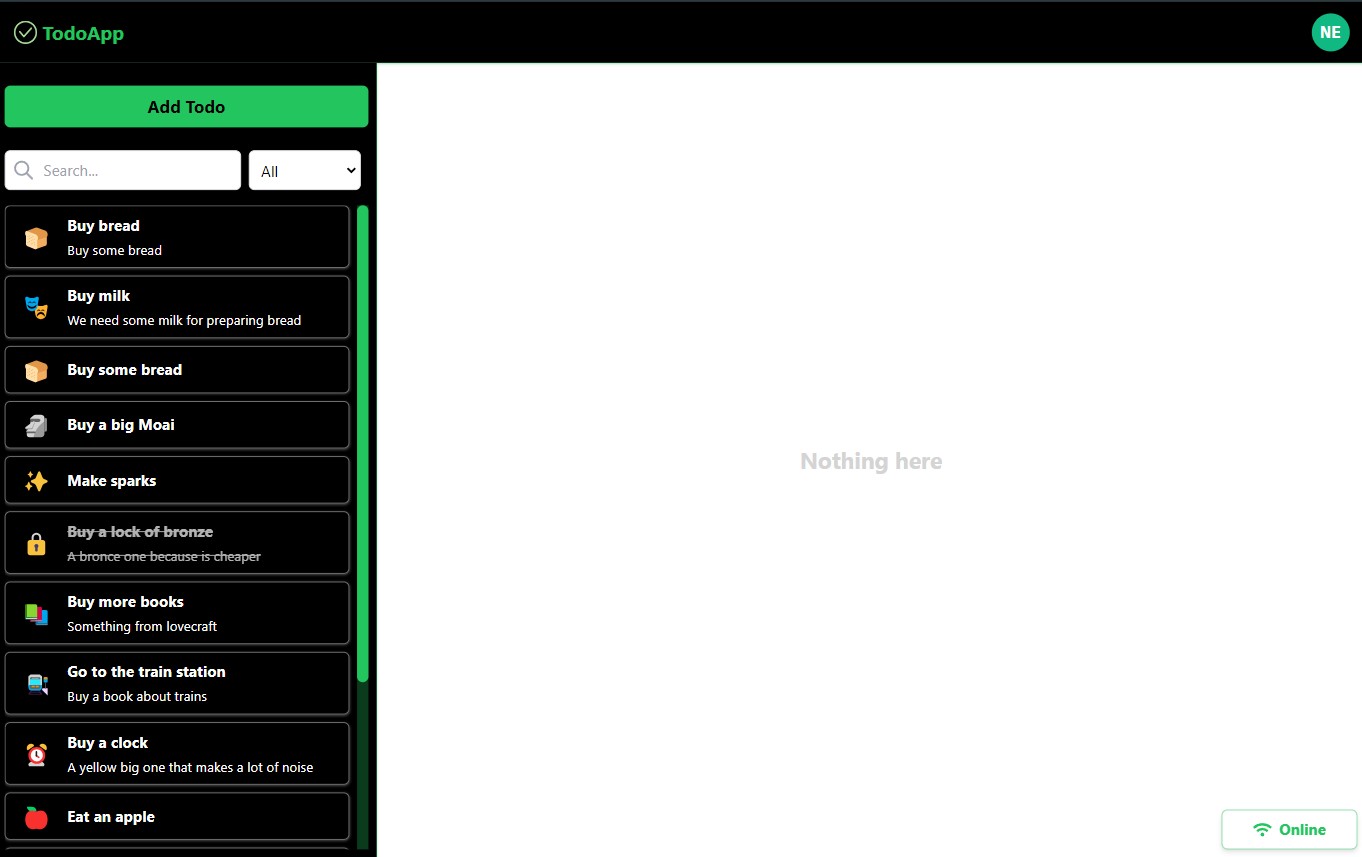 TodoApp
NE
Add Todo
Search...
All
Buy bread
Buy some bread
Buy milk
We need some milk for preparing bread
Buy some bread
Buy a big Moai
Make sparks
Buy a lock of bronze
A bronce one because is cheaper
Buy more books
Something from lovecraft
Go to the train station
Buy a book about trains
Buy a clock
A yellow big one that makes a lot of noise
Eat an apple
Nothing here
Online